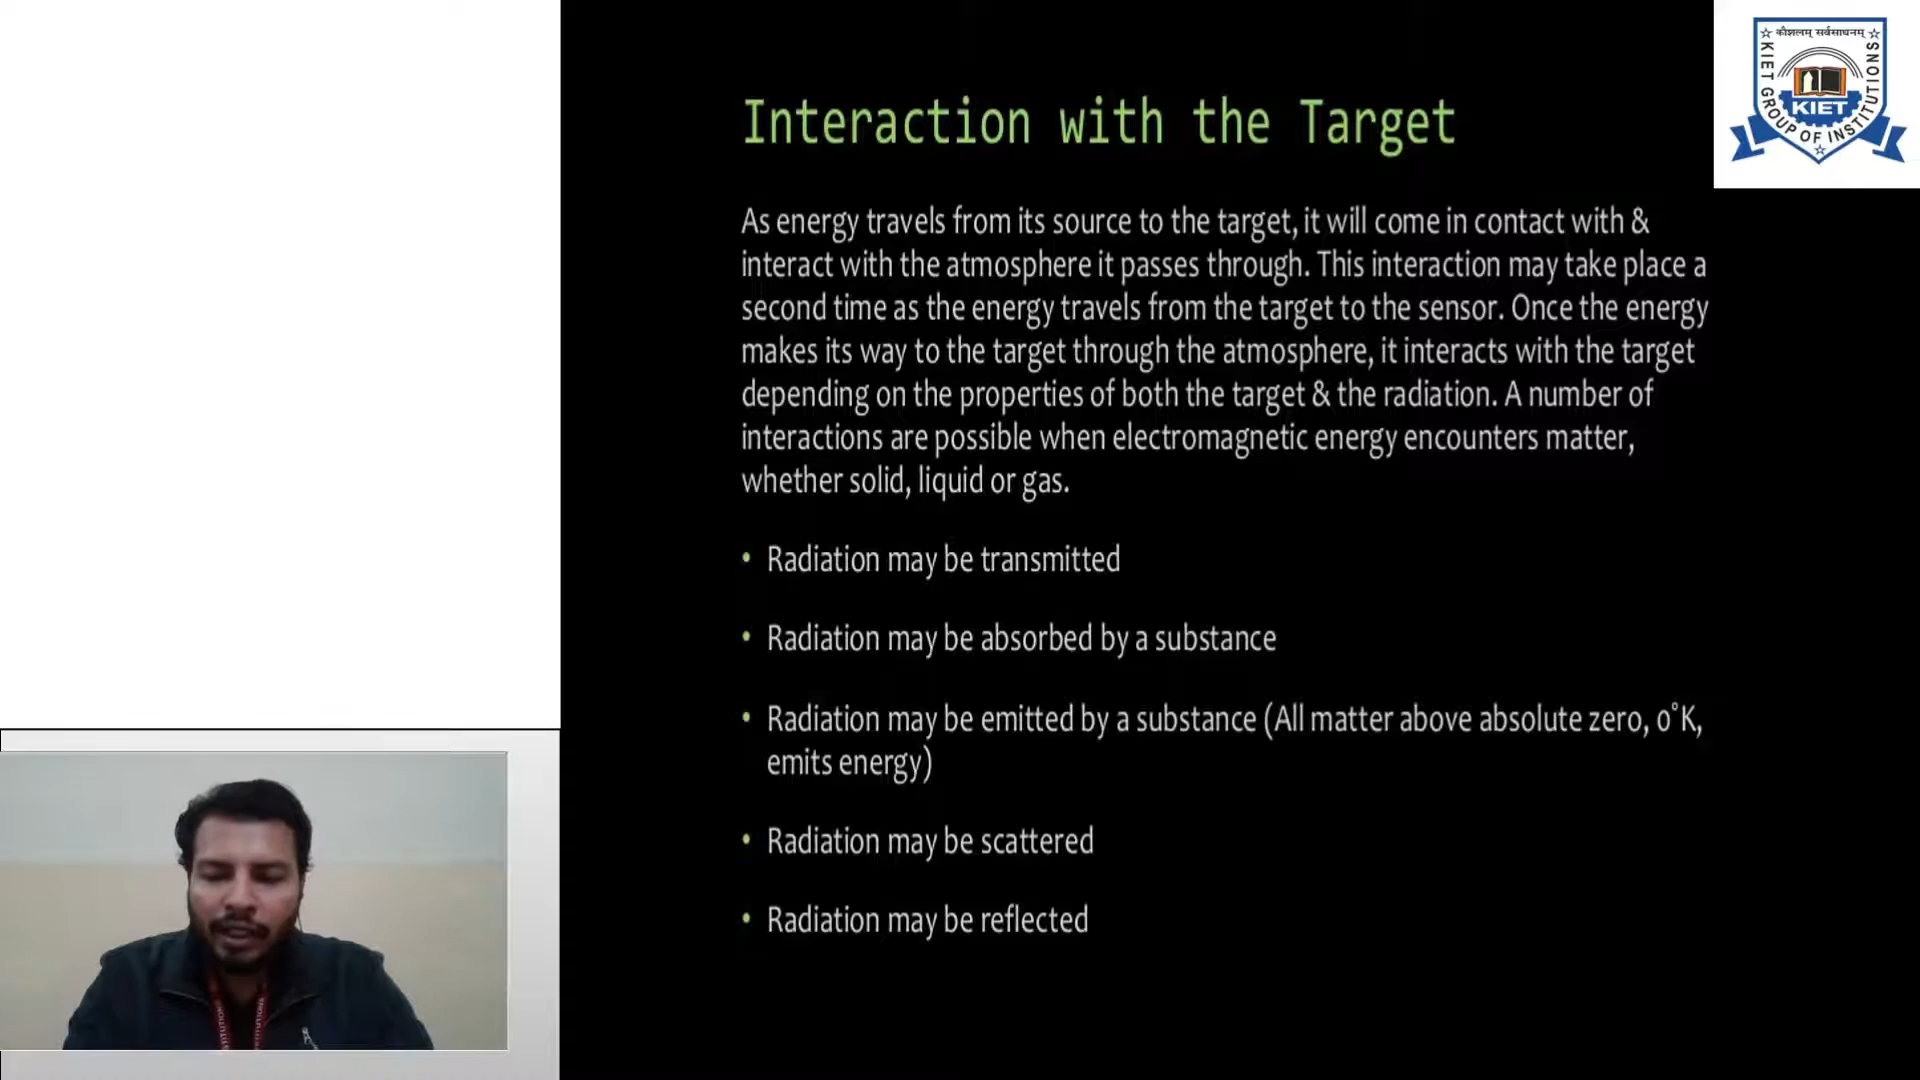 Interaction with the Target
As energy travels from its source to the target, it will come in contact with &
interact with the atmosphere it passes through. This interaction may take place a
second time as the energy travels from the target to the sensor. Once the energy
makes its way to the target through the atmosphere, it interacts with the target
depending on the properties of both the target & the radiation. A number of
interactions are possible when electromagnetic energy encounters matter,
whether solid, liquid or gas.
• Radiation may be transmitted
• Radiation may be absorbed by a substance
• Radiation may be emitted by a substance (All matter above absolute zero, 0°K,
emits energy)
• Radiation may be scattered
• Radiation may be reflected
कौशलम् सर्वसाधनम्
KIET GROUP OF INSTITUTIONS
KIET